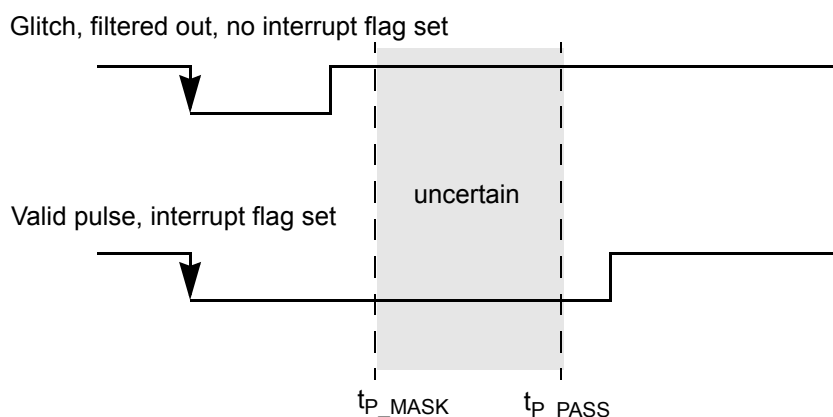 Glitch, filtered out, no interrupt flag set
uncertain
Valid pulse, interrupt flag set
tP_MASK tP_PASS